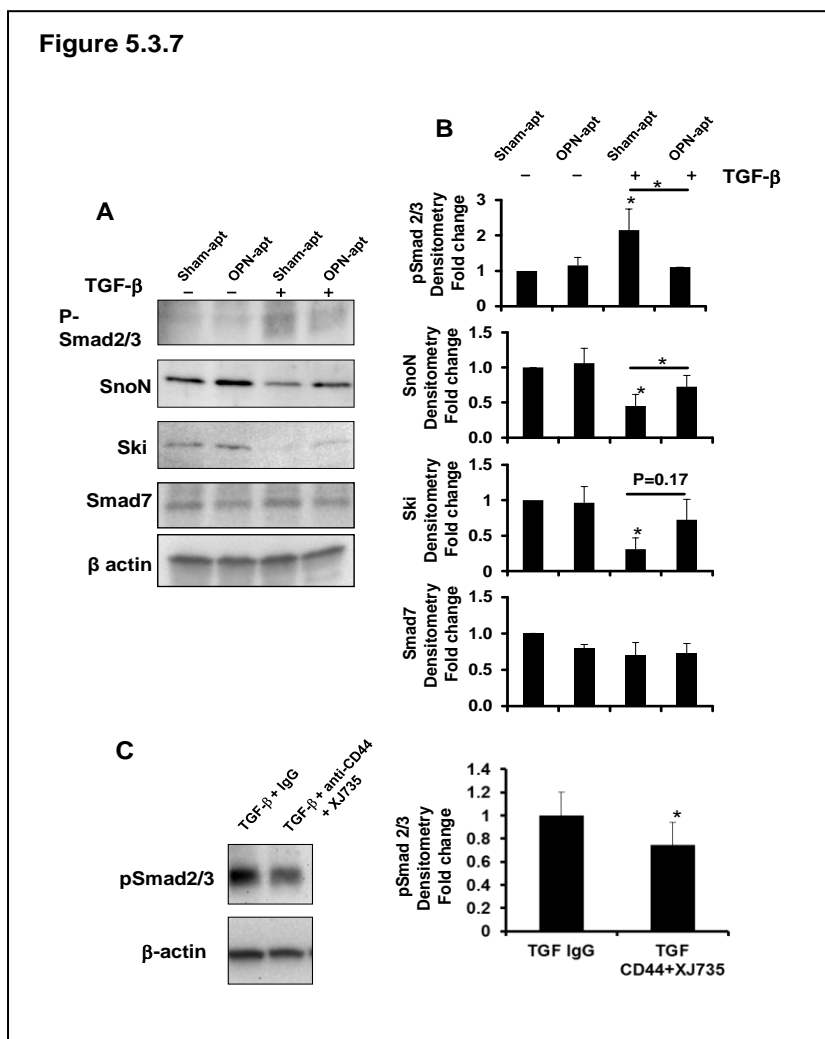 Figure 5.3.7
A
Sham-apt
OPN-apt
Sham-apt
OPN-apt
TGF-β
– – + +
P-
Smad2/3
SnoN
Ski
Smad7
β actin
B
Sham-apt
OPN-apt
Sham-apt
OPN-apt
– – + + TGF-β
pSmad 2/3
Densitometry
Fold change
3
2
1
0
*
*
SnoN
Densitometry
Fold change
1.5
1.0
0.5
0.0
*
*
Ski
Densitometry
Fold change
1.5
1
0.5
0
P=0.17
*
Smad7
Densitometry
Fold change
1.5
1.0
0.5
0.0
C
TGF-β + IgG
TGF-β + anti-CD44
+ XJ735
pSmad2/3
β-actin
pSmad 2/3
Densitometry
Fold change
1.4
1.2
1
0.8
0.6
0.4
0.2
0
*
TGF IgG
TGF
CD44+XJ735